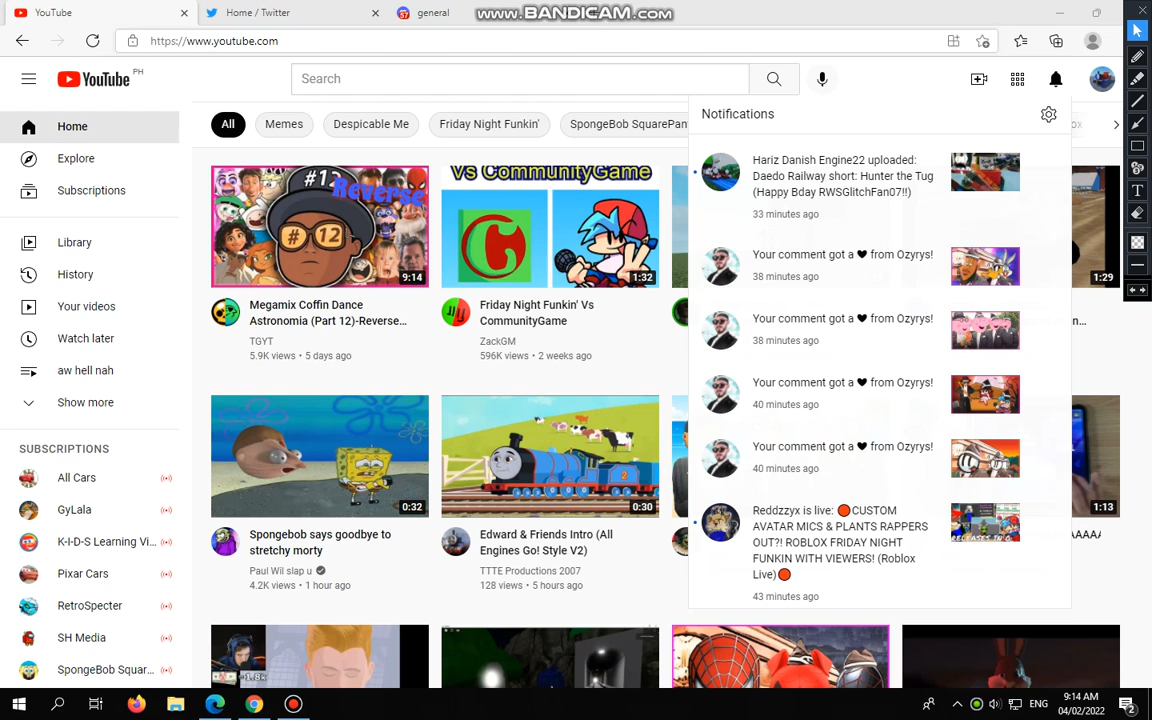 YouTube
Home / Twitter
57
general
www.BANDICAM.com
https://www.youtube.com
YouTube PH
Search
All
Memes
Despicable Me
Friday Night Funkin'
SpongeBob SquarePan
Home
Explore
Subscriptions
Library
History
Your videos
Watch later
aw hell nah
Show more
SUBSCRIPTIONS
All Cars
GyLala
K-I-D-S Learning Vi...
Pixar Cars
RetroSpecter
SH Media
SpongeBob Squar...
#12
Reverse
#12
9:14
Megamix Coffin Dance
Astronomia (Part 12)-Reverse...
TGYT
5.9K views • 5 days ago
Vs CommunityGame
1:32
Friday Night Funkin' Vs
CommunityGame
ZackGM
596K views • 2 weeks ago
1:29
0:32
Spongebob says goodbye to
stretchy morty
Paul Wil slap u
4.2K views • 1 hour ago
2
0:30
Edward & Friends Intro (All
Engines Go! Style V2)
TTTE Productions 2007
128 views • 5 hours ago
1:13
AAAA
-1.8k
Notifications
Hariz Danish Engine22 uploaded:
Daedo Railway short: Hunter the Tug
(Happy Bday RWSGlitchFan07!!)
33 minutes ago
Your comment got a ❤ from Ozyrys!
38 minutes ago
Your comment got a ❤ from Ozyrys!
38 minutes ago
Your comment got a ❤ from Ozyrys!
40 minutes ago
Your comment got a ❤ from Ozyrys!
40 minutes ago
Reddzzyx is live: 🔴CUSTOM
AVATAR MICS & PLANTS RAPPERS
OUT?! ROBLOX FRIDAY NIGHT
FUNKIN WITH VIEWERS! (Roblox
Live)🔴
43 minutes ago
T
ENG
9:14 AM
04/02/2022
2